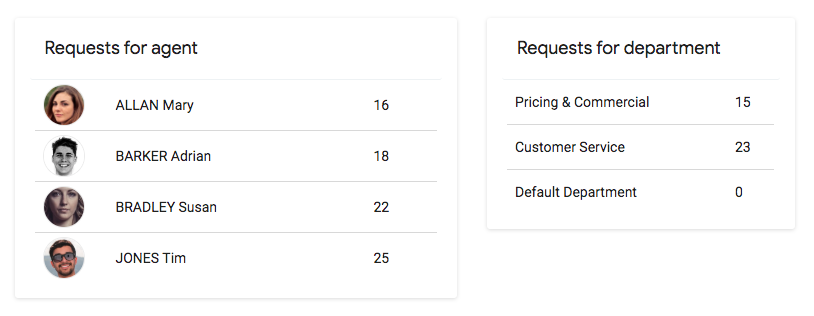 Requests for agent
ALLAN Mary 16
BARKER Adrian 18
BRADLEY Susan 22
JONES Tim 25
Requests for department
Pricing & Commercial 15
Customer Service 23
Default Department 0